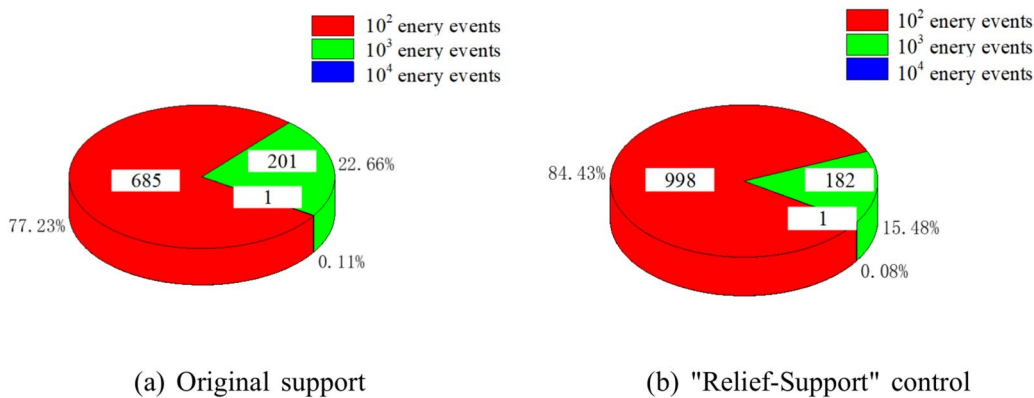 10² enery events
10³ enery events
10⁴ enery events
201
22.66%
685
1
77.23%
0.11%
(a) Original support
10² enery events
10³ enery events
10⁴ enery events
84.43%
998
182
1
15.48%
0.08%
(b) "Relief-Support" control